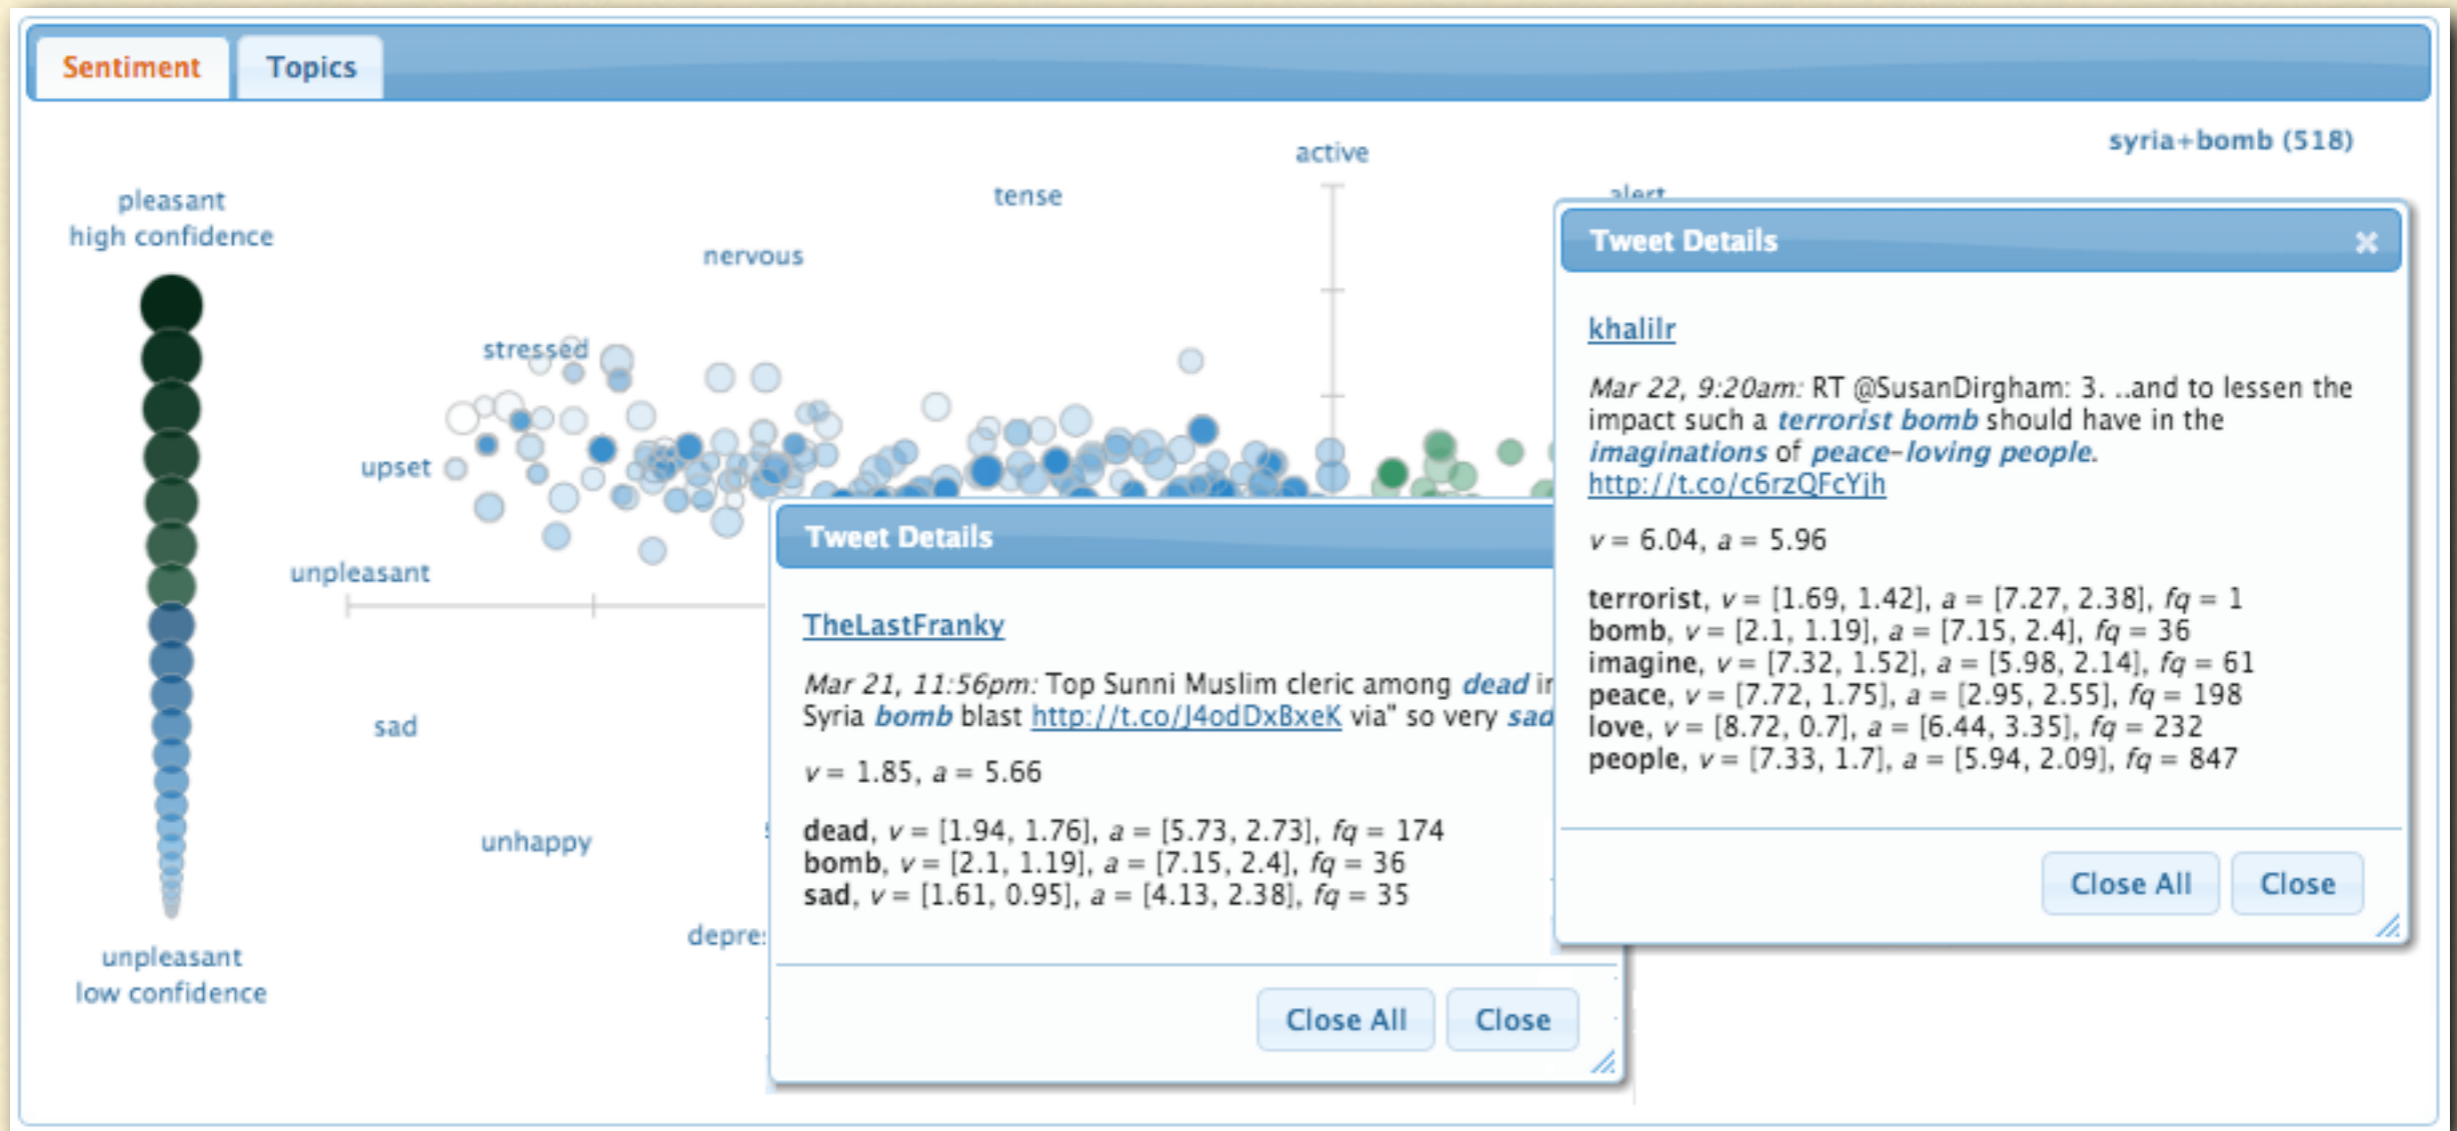 Sentiment
Topics
syria+bomb (518)
active
tense
alert
nervous
stressed
upset
unpleasant
sad
unhappy
pleasant
high confidence
unpleasant
low confidence
Tweet Details
TheLastFranky
Mar 21, 11:56pm: Top Sunni Muslim cleric among dead
Syria bomb blast http://t.co/J4odDxBxeK via" so very sad
v = 1.85, a = 5.66
dead, v = [1.94, 1.76], a = [5.73, 2.73], fq = 174
bomb, v = [2.1, 1.19], a = [7.15, 2.4], fq = 36
sad, v = [1.61, 0.95], a = [4.13, 2.38], fq = 35
Close All
Close
Tweet Details
khalilr
Mar 22, 9:20am: RT @SusanDirgham: 3. ..and to lessen the
impact such a terrorist bomb should have in the
imaginations of peace-loving people.
http://t.co/c6rzQFcYjh
v = 6.04, a = 5.96
terrorist, v = [1.69, 1.42], a = [7.27, 2.38], fq = 1
bomb, v = [2.1, 1.19], a = [7.15, 2.4], fq = 36
imagine, v = [7.32, 1.52], a = [5.98, 2.14], fq = 61
peace, v = [7.72, 1.75], a = [2.95, 2.55], fq = 198
love, v = [8.72, 0.7], a = [6.44, 3.35], fq = 232
people, v = [7.33, 1.7], a = [5.94, 2.09], fq = 847
Close All
Close